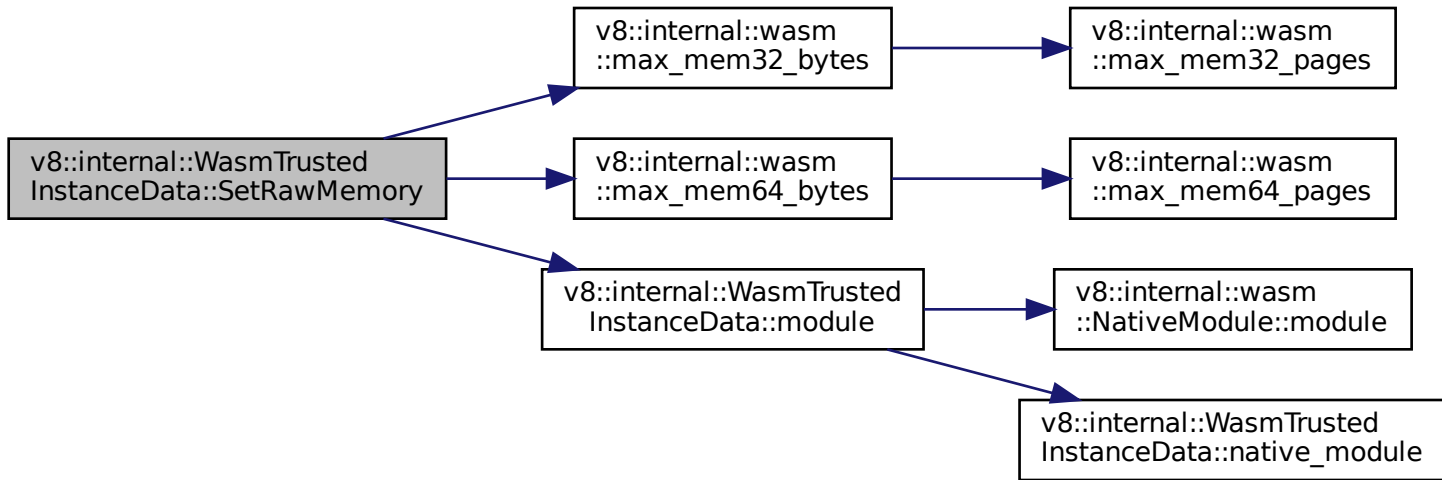 v8::internal::wasm
::max_mem32_bytes
v8::internal::wasm
::max_mem32_pages
v8::internal::WasmTrusted
InstanceData::SetRawMemory
v8::internal::wasm
::max_mem64_bytes
v8::internal::wasm
::max_mem64_pages
v8::internal::WasmTrusted
InstanceData::module
v8::internal::wasm
::NativeModule::module
v8::internal::WasmTrusted
InstanceData::native_module